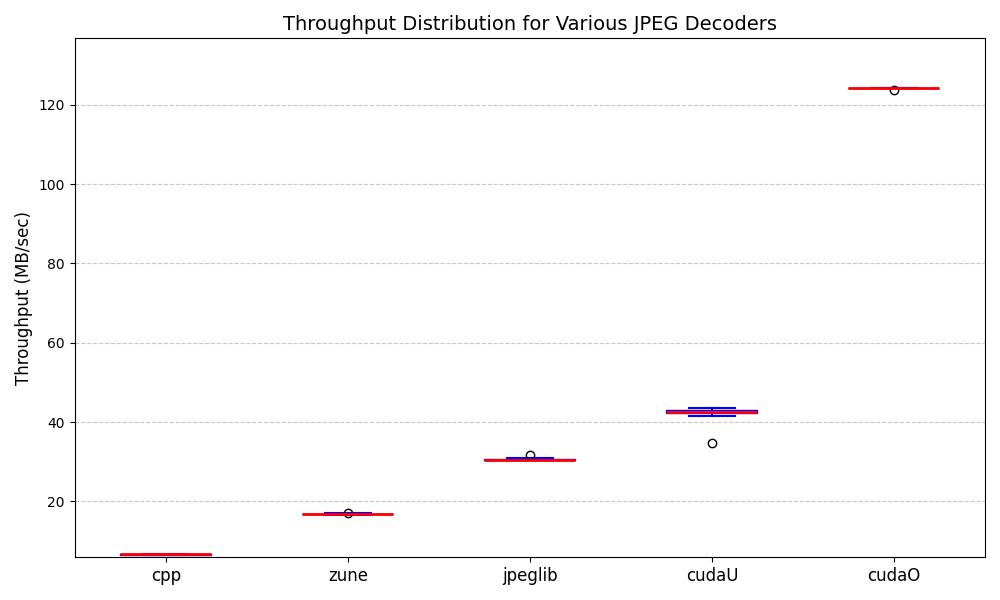 Throughput Distribution for Various JPEG Decoders
Throughput (MB/sec)
120
100
80
60
40
20
cpp zune jpeglib cudaU cudaO